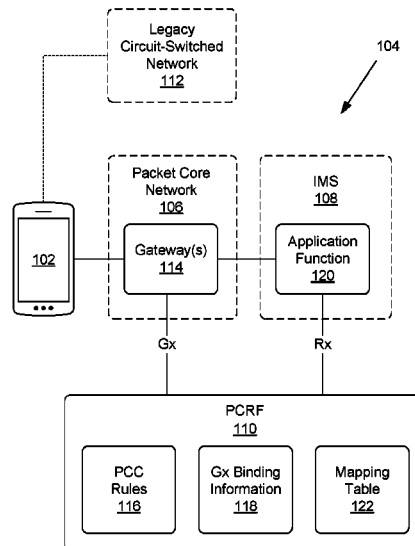 Legacy
Circuit-Switched
Network
112
104
Packet Core
Network
106
IMS
108
102
Gateway(s)
114
Application
Function
120
Gx
Rx
PCRF
110
PCC
Rules
116
Gx Binding
Information
118
Mapping
Table
122